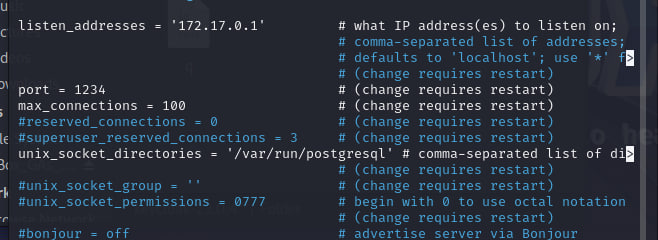 listen_addresses = '172.17.0.1' # what IP address(es) to listen on;
# comma-separated list of addresses;
# defaults to 'localhost'; use '*' f>
# (change requires restart)
port = 1234 # (change requires restart)
max_connections = 100 # (change requires restart)
#reserved_connections = 0 # (change requires restart)
#superuser_reserved_connections = 3 # (change requires restart)
unix_socket_directories = '/var/run/postgresql' # comma-separated list of di>
# (change requires restart)
#unix_socket_group = '' # (change requires restart)
#unix_socket_permissions = 0777 # begin with 0 to use octal notation
# (change requires restart)
#bonjour = off # advertise server via Bonjour